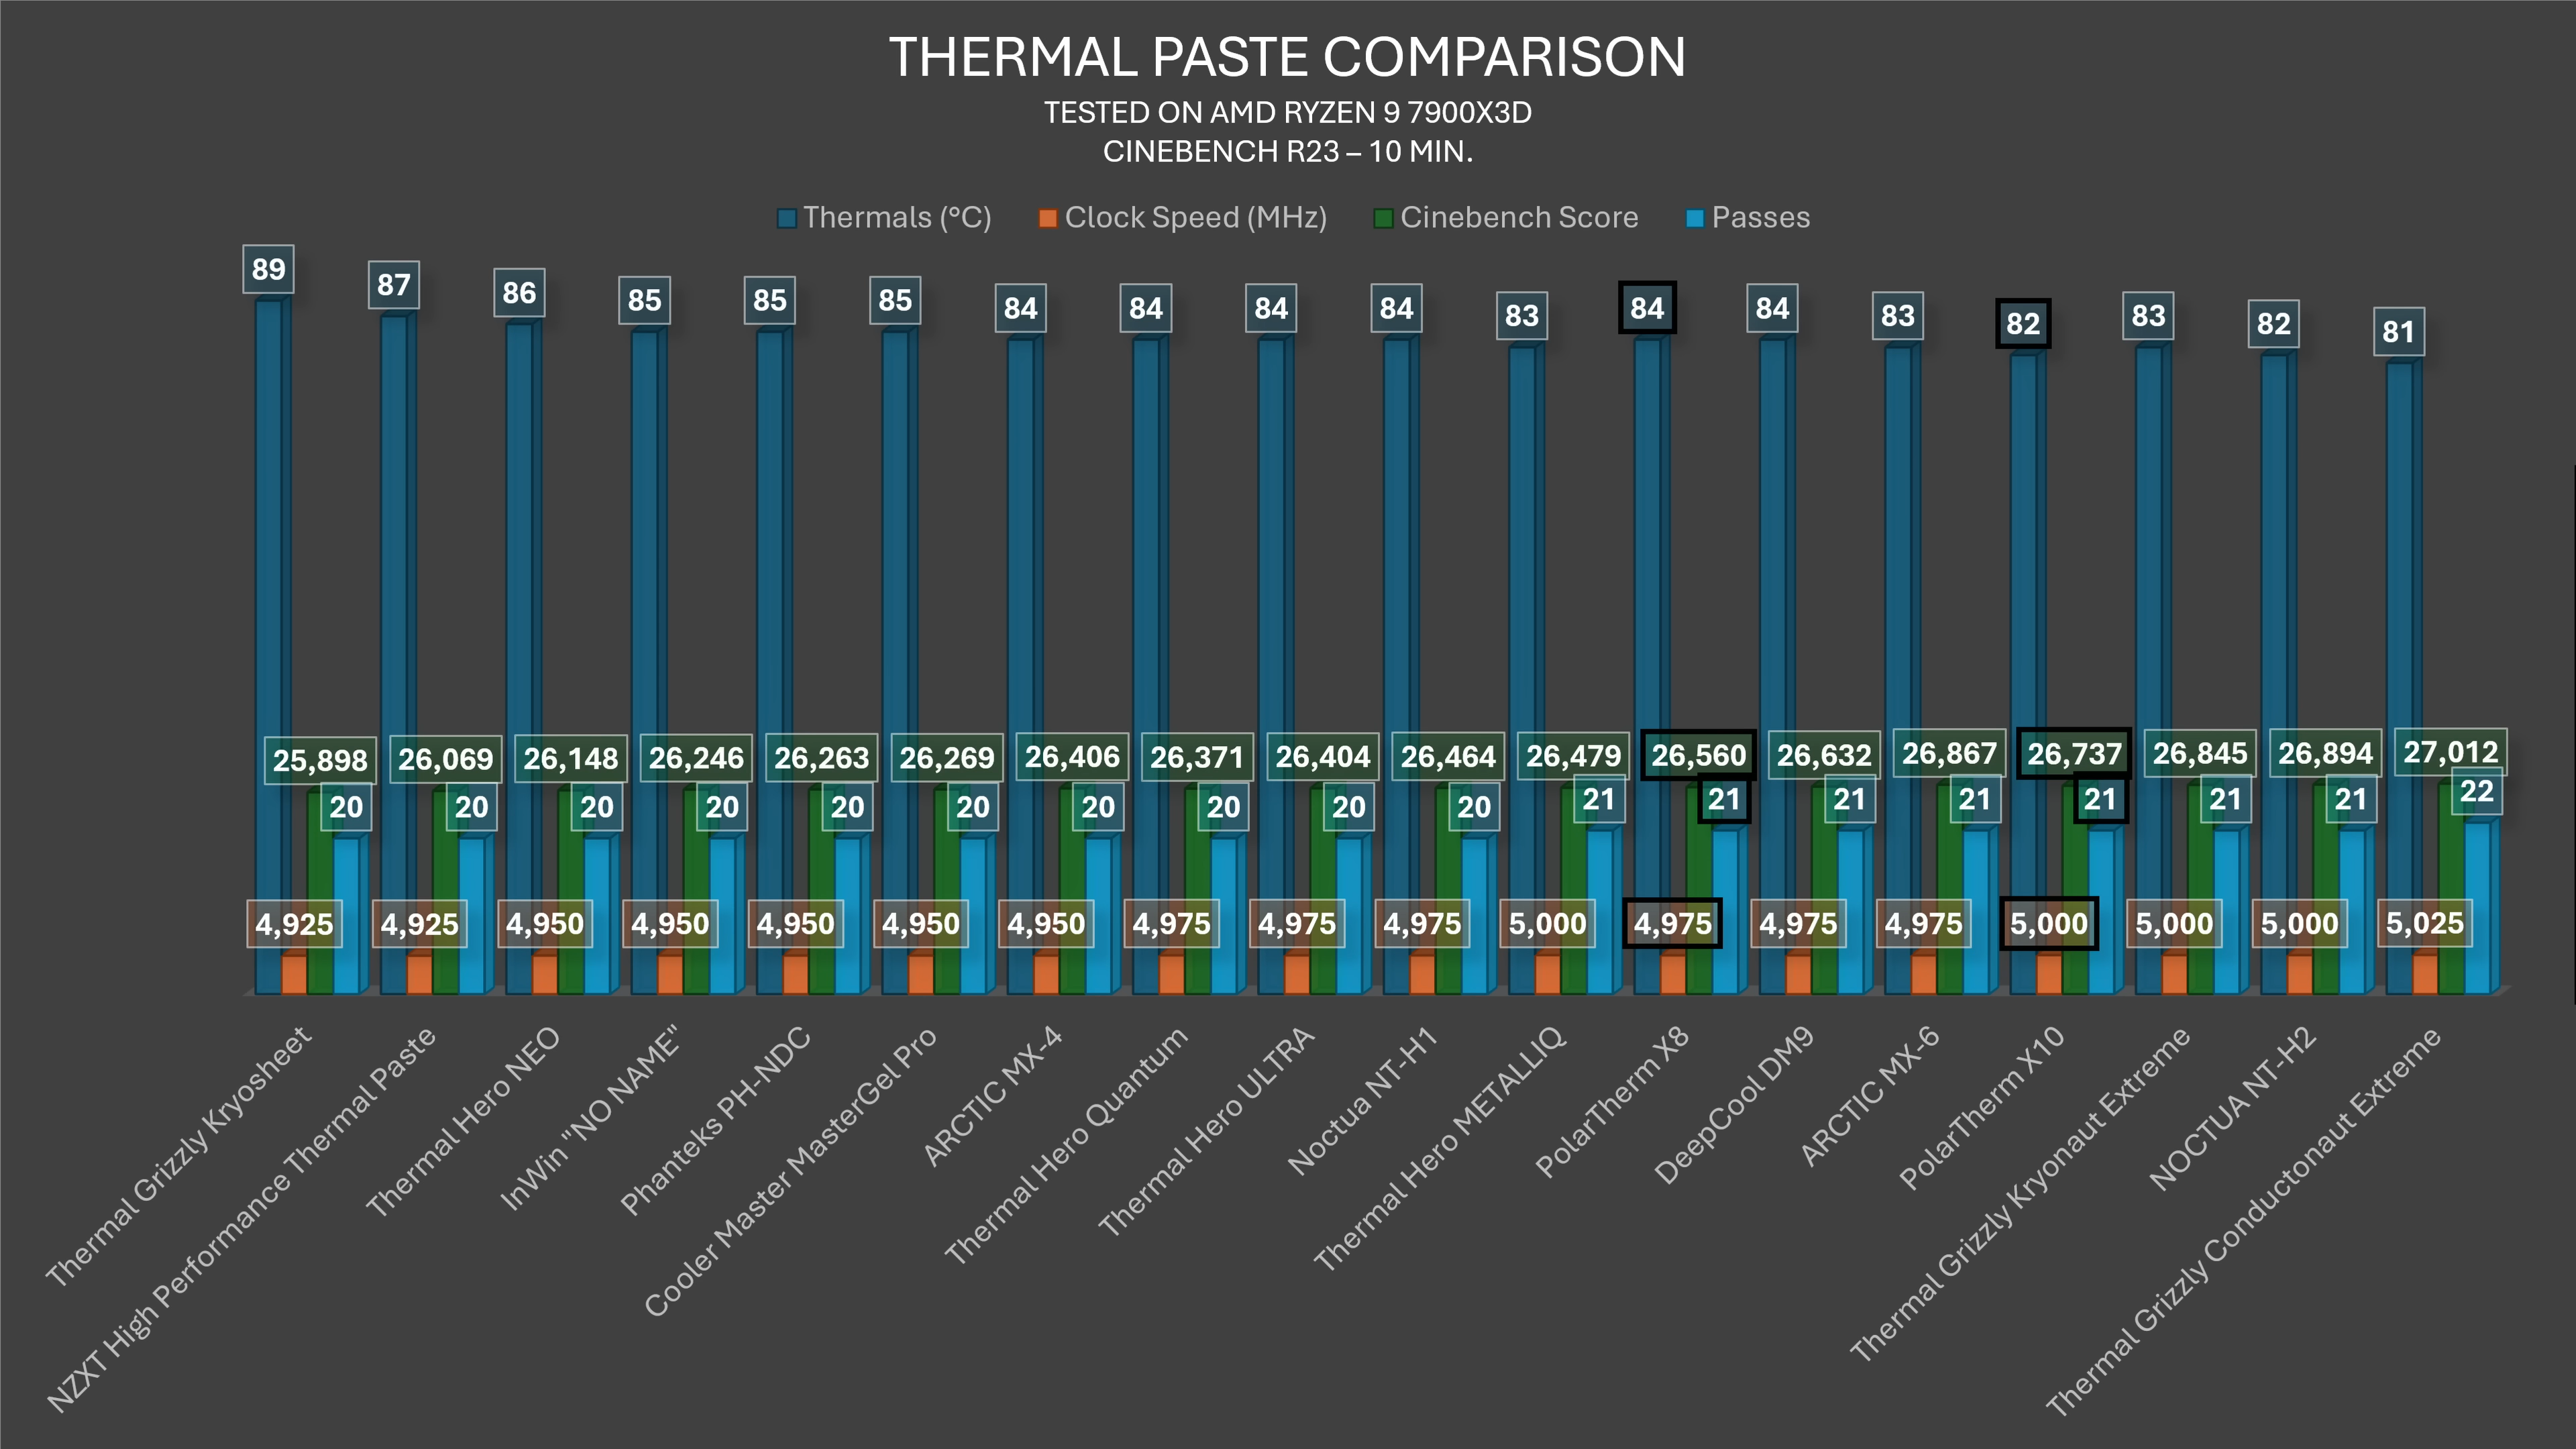 THERMAL PASTE COMPARISON
TESTED ON AMD RYZEN 9 7900X3D
CINEBENCH R23 – 10 MIN.
Thermals (°C) Clock Speed (MHz) Cinebench Score Passes
89 87 86 85 85 85 84 84 84 84 83 84 84 83 82 83 82 81
25,898 26,069 26,148 26,246 26,263 26,269 26,406 26,371 26,404 26,464 26,479 26,560 26,632 26,867 26,737 26,845 26,894 27,012
20 20 20 20 20 20 20 20 20 20 21 21 21 21 21 21 21 22
4,925 4,925 4,950 4,950 4,950 4,950 4,950 4,975 4,975 4,975 5,000 4,975 4,975 4,975 5,000 5,000 5,000 5,025
Thermal Grizzly Kryosheet
NZXT High Performance Thermal Paste
Thermal Hero NEO
InWin "NO NAME"
Phanteks PH-NDC
Cooler Master MasterGel Pro
ARCTIC MX-4
Thermal Hero Quantum
Thermal Hero ULTRA
Noctua NT-H1
Thermal Hero METALLIQ
PolarTherm X8
DeepCool DM9
ARCTIC MX-6
PolarTherm X10
Thermal Grizzly Kryonaut Extreme
NOCTUA NT-H2
Thermal Grizzly Conductonaut Extreme